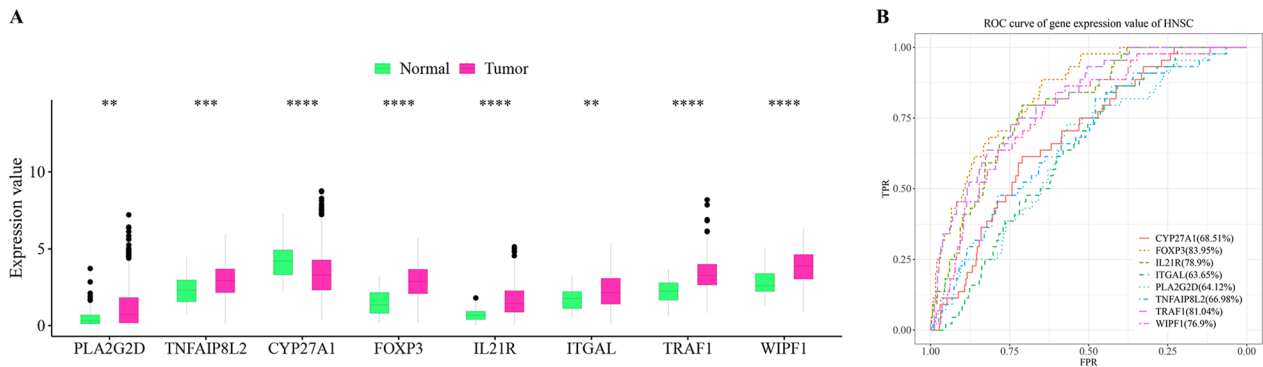 A
Normal Tumor
** *** **** **** **** ** **** ****
Expression value
10
5
0
PLA2G2D TNFAIP8L2 CYP27A1 FOXP3 IL21R ITGAL TRAF1 WIPF1
B
ROC curve of gene expression value of HNSC
TPR
1.00
0.75
0.50
0.25
0.00
CYP27A1(68.51%)
FOXP3(83.95%)
IL21R(78.9%)
ITGAL(63.65%)
PLA2G2D(64.12%)
TNFAIP8L2(66.98%)
TRAF1(81.04%)
WIPF1(76.9%)
1.00 0.75 0.50 0.25 0.00
FPR